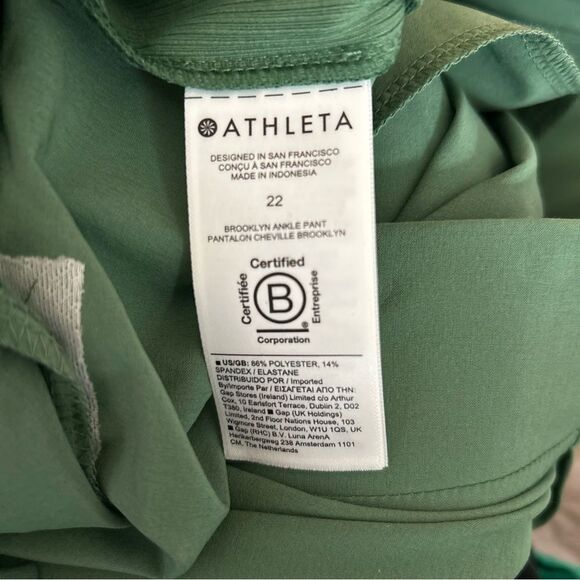 ATHLETA
DESIGNED IN SAN FRANCISCO
CONÇU À SAN FRANCISCO
MADE IN INDONESIA
22
BROOKLYN ANKLE PANT
PANTALON CHEVILLE BROOKLYN
Certified
Certifiée
B
®
Entreprise
Corporation
■ US/GB: 86% POLYESTER, 14%
SPANDEX / ELASTANE
DISTRIBUIDO POR / Imported
By/Importe Par / ΕΙΣΑΓΕΤΑΙ ΑΠΟ ΤΗΝ:
Gap Stores (Ireland) Limited c/o Arthur
Cox, 10 Earlsfort Terrace, Dublin 2, D02
T380, Ireland ■ Gap (UK Holdings)
Limited, 2nd Floor Nations House, 103
Wigmore Street, London, W1U 1QS, UK
■ Gap (RHC) B.V. Luna ArenA
Herikerbergweg 238 Amsterdam 1101
CM, The Netherlands